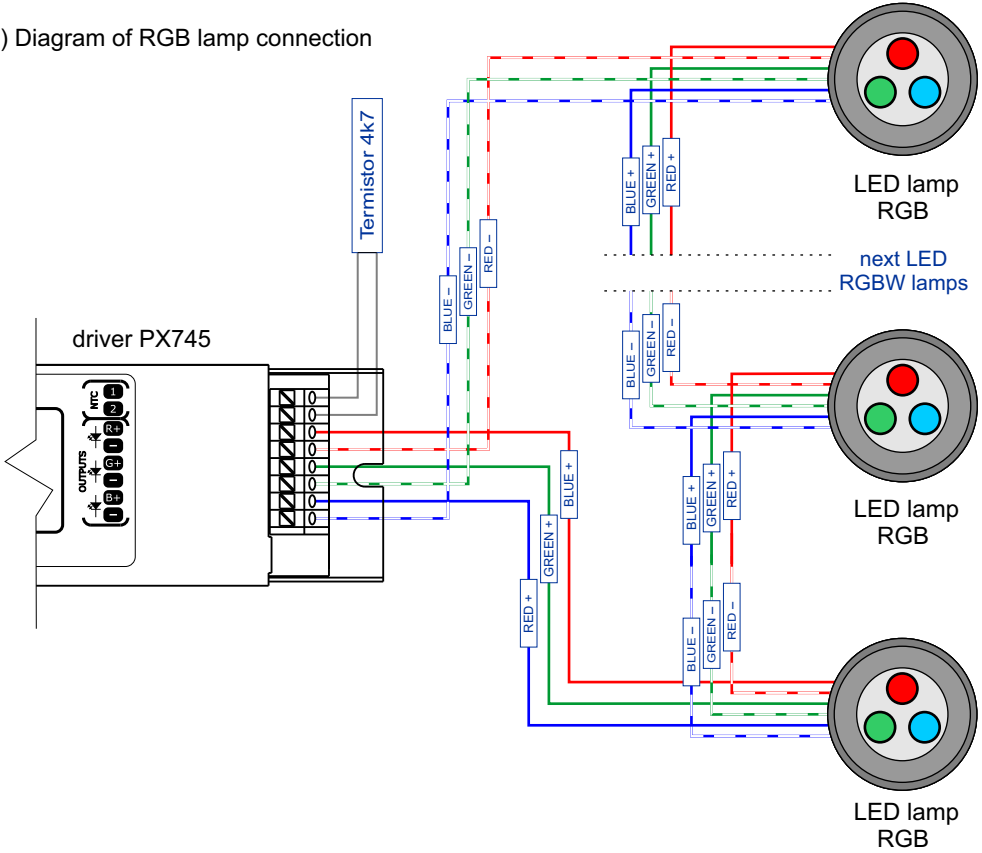 ) Diagram of RGB lamp connection
Termistor 4k7
driver PX745
NTC
1
2
OUTPUTS
R+
–
G+
–
B+
–
BLUE –
GREEN –
RED –
BLUE +
GREEN +
RED +
LED lamp
RGB
next LED
RGBW lamps
BLUE –
GREEN –
RED –
LED lamp
RGB
BLUE +
GREEN +
RED +
BLUE +
GREEN +
RED +
BLUE –
GREEN –
RED –
LED lamp
RGB